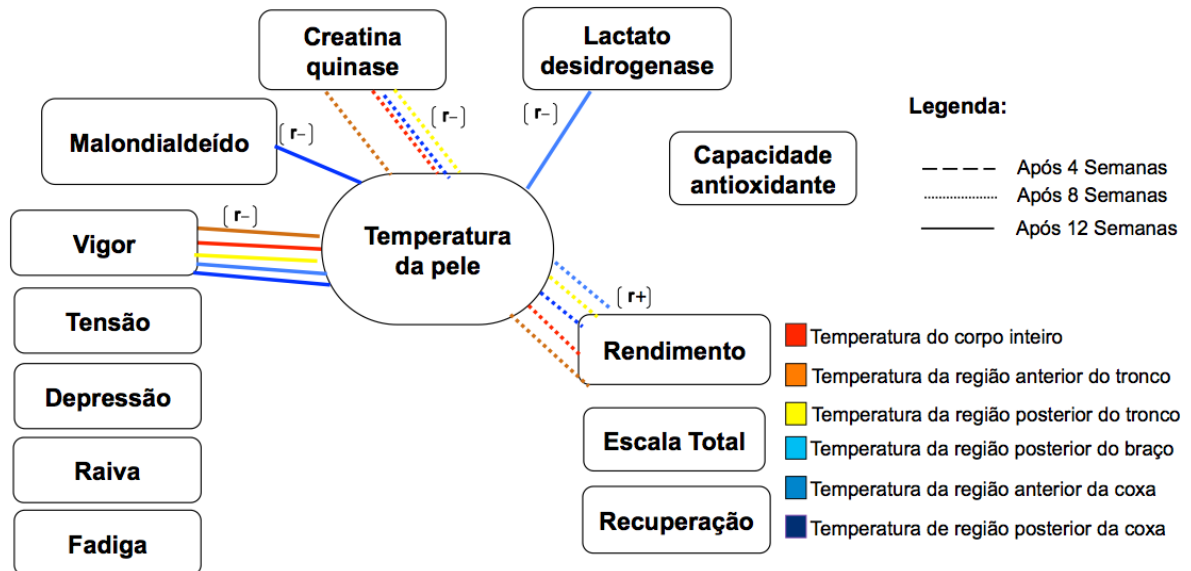 Creatina
quinase
Lactato
desidrogenase
(r–)
(r–)
Malondialdeído
(r–)
Legenda:
Capacidade
antioxidante
Após 4 Semanas
Após 8 Semanas
Após 12 Semanas
(r–)
Vigor
Temperatura
da pele
Tensão
(r+)
Rendimento
Temperatura do corpo inteiro
Depressão
Temperatura da região anterior do tronco
Temperatura da região posterior do tronco
Escala Total
Temperatura da região posterior do braço
Raiva
Temperatura da região anterior da coxa
Recuperação
Temperatura de região posterior da coxa
Fadiga